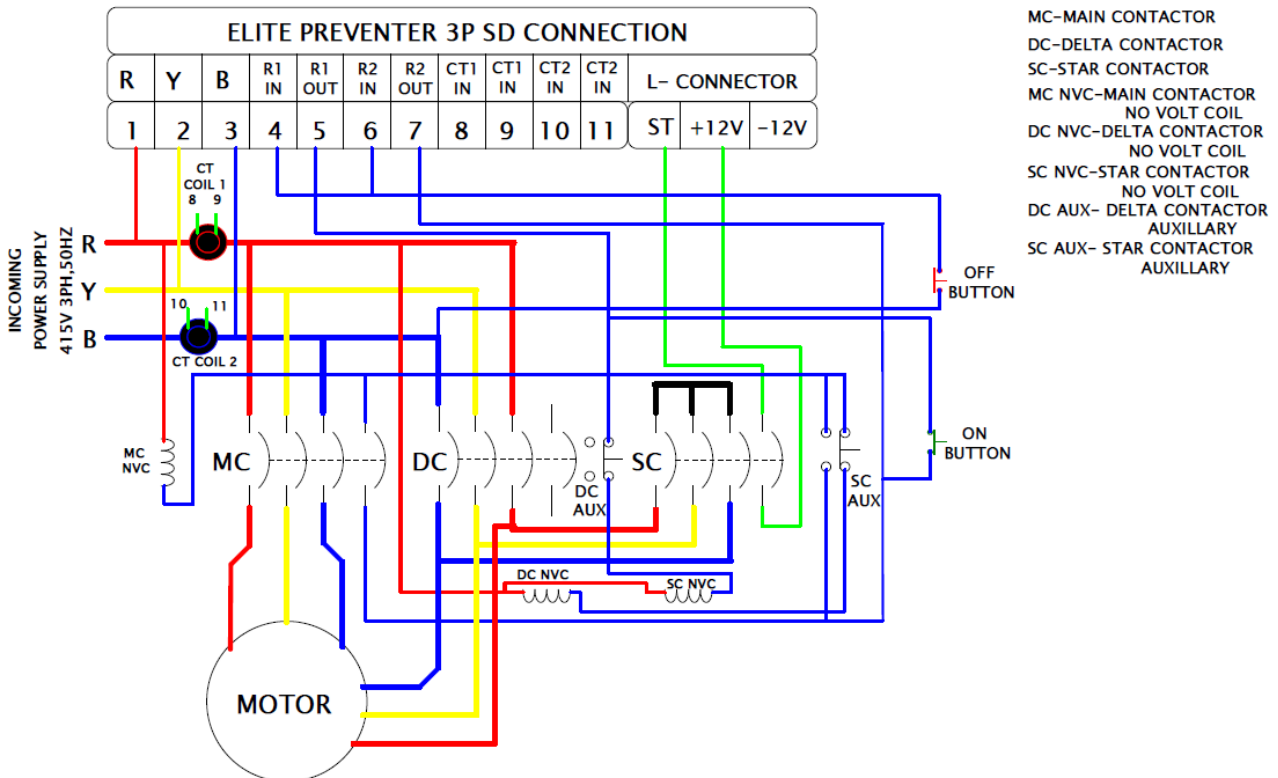 ELITE PREVENTER 3P SD CONNECTION
R Y B R1 IN R1 OUT R2 IN R2 OUT CT1 IN CT1 IN CT2 IN CT2 IN L- CONNECTOR
1 2 3 4 5 6 7 8 9 10 11 ST +12V -12V
MC-MAIN CONTACTOR
DC-DELTA CONTACTOR
SC-STAR CONTACTOR
MC NVC-MAIN CONTACTOR
NO VOLT COIL
DC NVC-DELTA CONTACTOR
NO VOLT COIL
SC NVC-STAR CONTACTOR
NO VOLT COIL
DC AUX- DELTA CONTACTOR
AUXILLARY
SC AUX- STAR CONTACTOR
AUXILLARY
CT
COIL 1
8 9
INCOMING
POWER SUPPLY
415V 3PH,50HZ
R
Y
B
10 11
CT COIL 2
OFF
BUTTON
ON
BUTTON
MC
NVC
MC
DC
DC
AUX
SC
SC
AUX
DC NVC
SC NVC
MOTOR